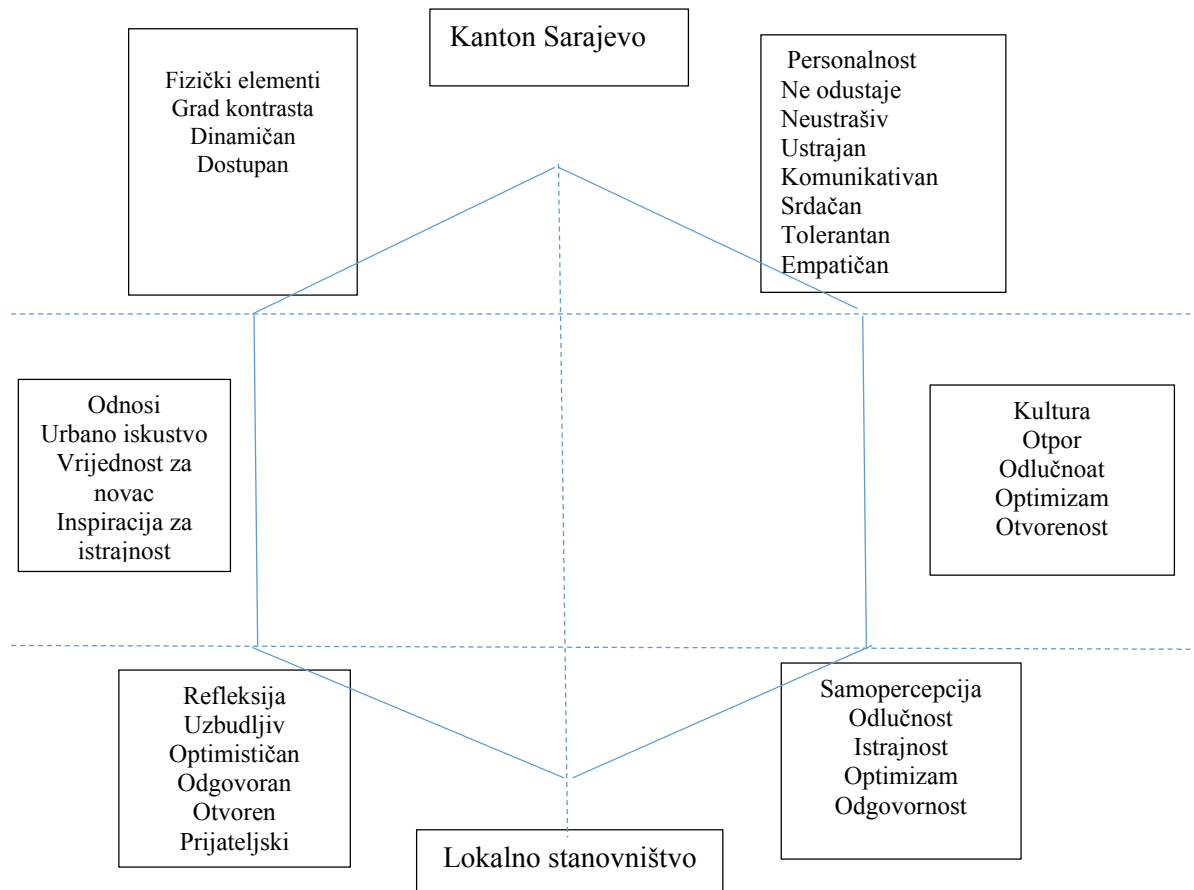 Kanton Sarajevo
Fizički elementi
Grad kontrasta
Dinamičan
Dostupan
Personalnost
Ne odustaje
Neustrašiv
Ustrajan
Komunikativan
Srdačan
Tolerantan
Empatičan
Odnosi
Urbano iskustvo
Vrijednost za
novac
Inspiracija za
istrajnost
Kultura
Otpor
Odlučnoat
Optimizam
Otvorenost
Refleksija
Uzbudljiv
Optimističan
Odgovoran
Otvoren
Prijateljski
Samopercepcija
Odlučnost
Istrajnost
Optimizam
Odgovornost
Lokalno stanovništvo